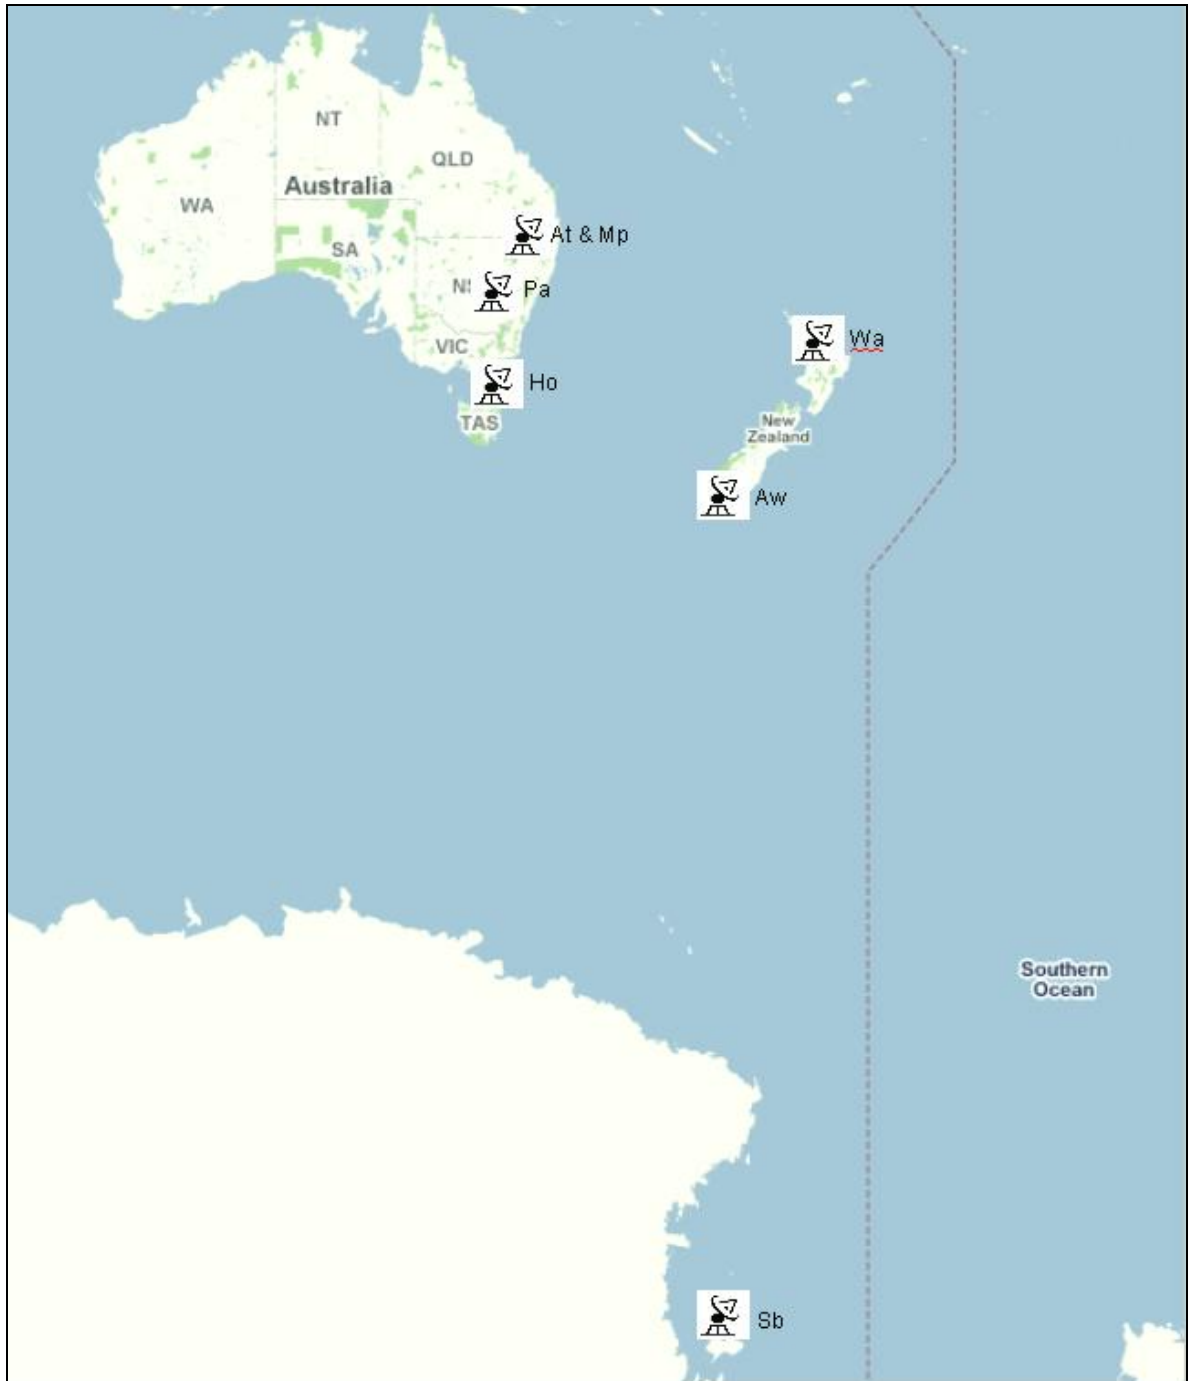 NT
QLD
Australia
WA
At & Mp
SA
Pa
Wa
VIC
Ho
TAS
New
Zealand
Aw
Southern
Ocean
Sb